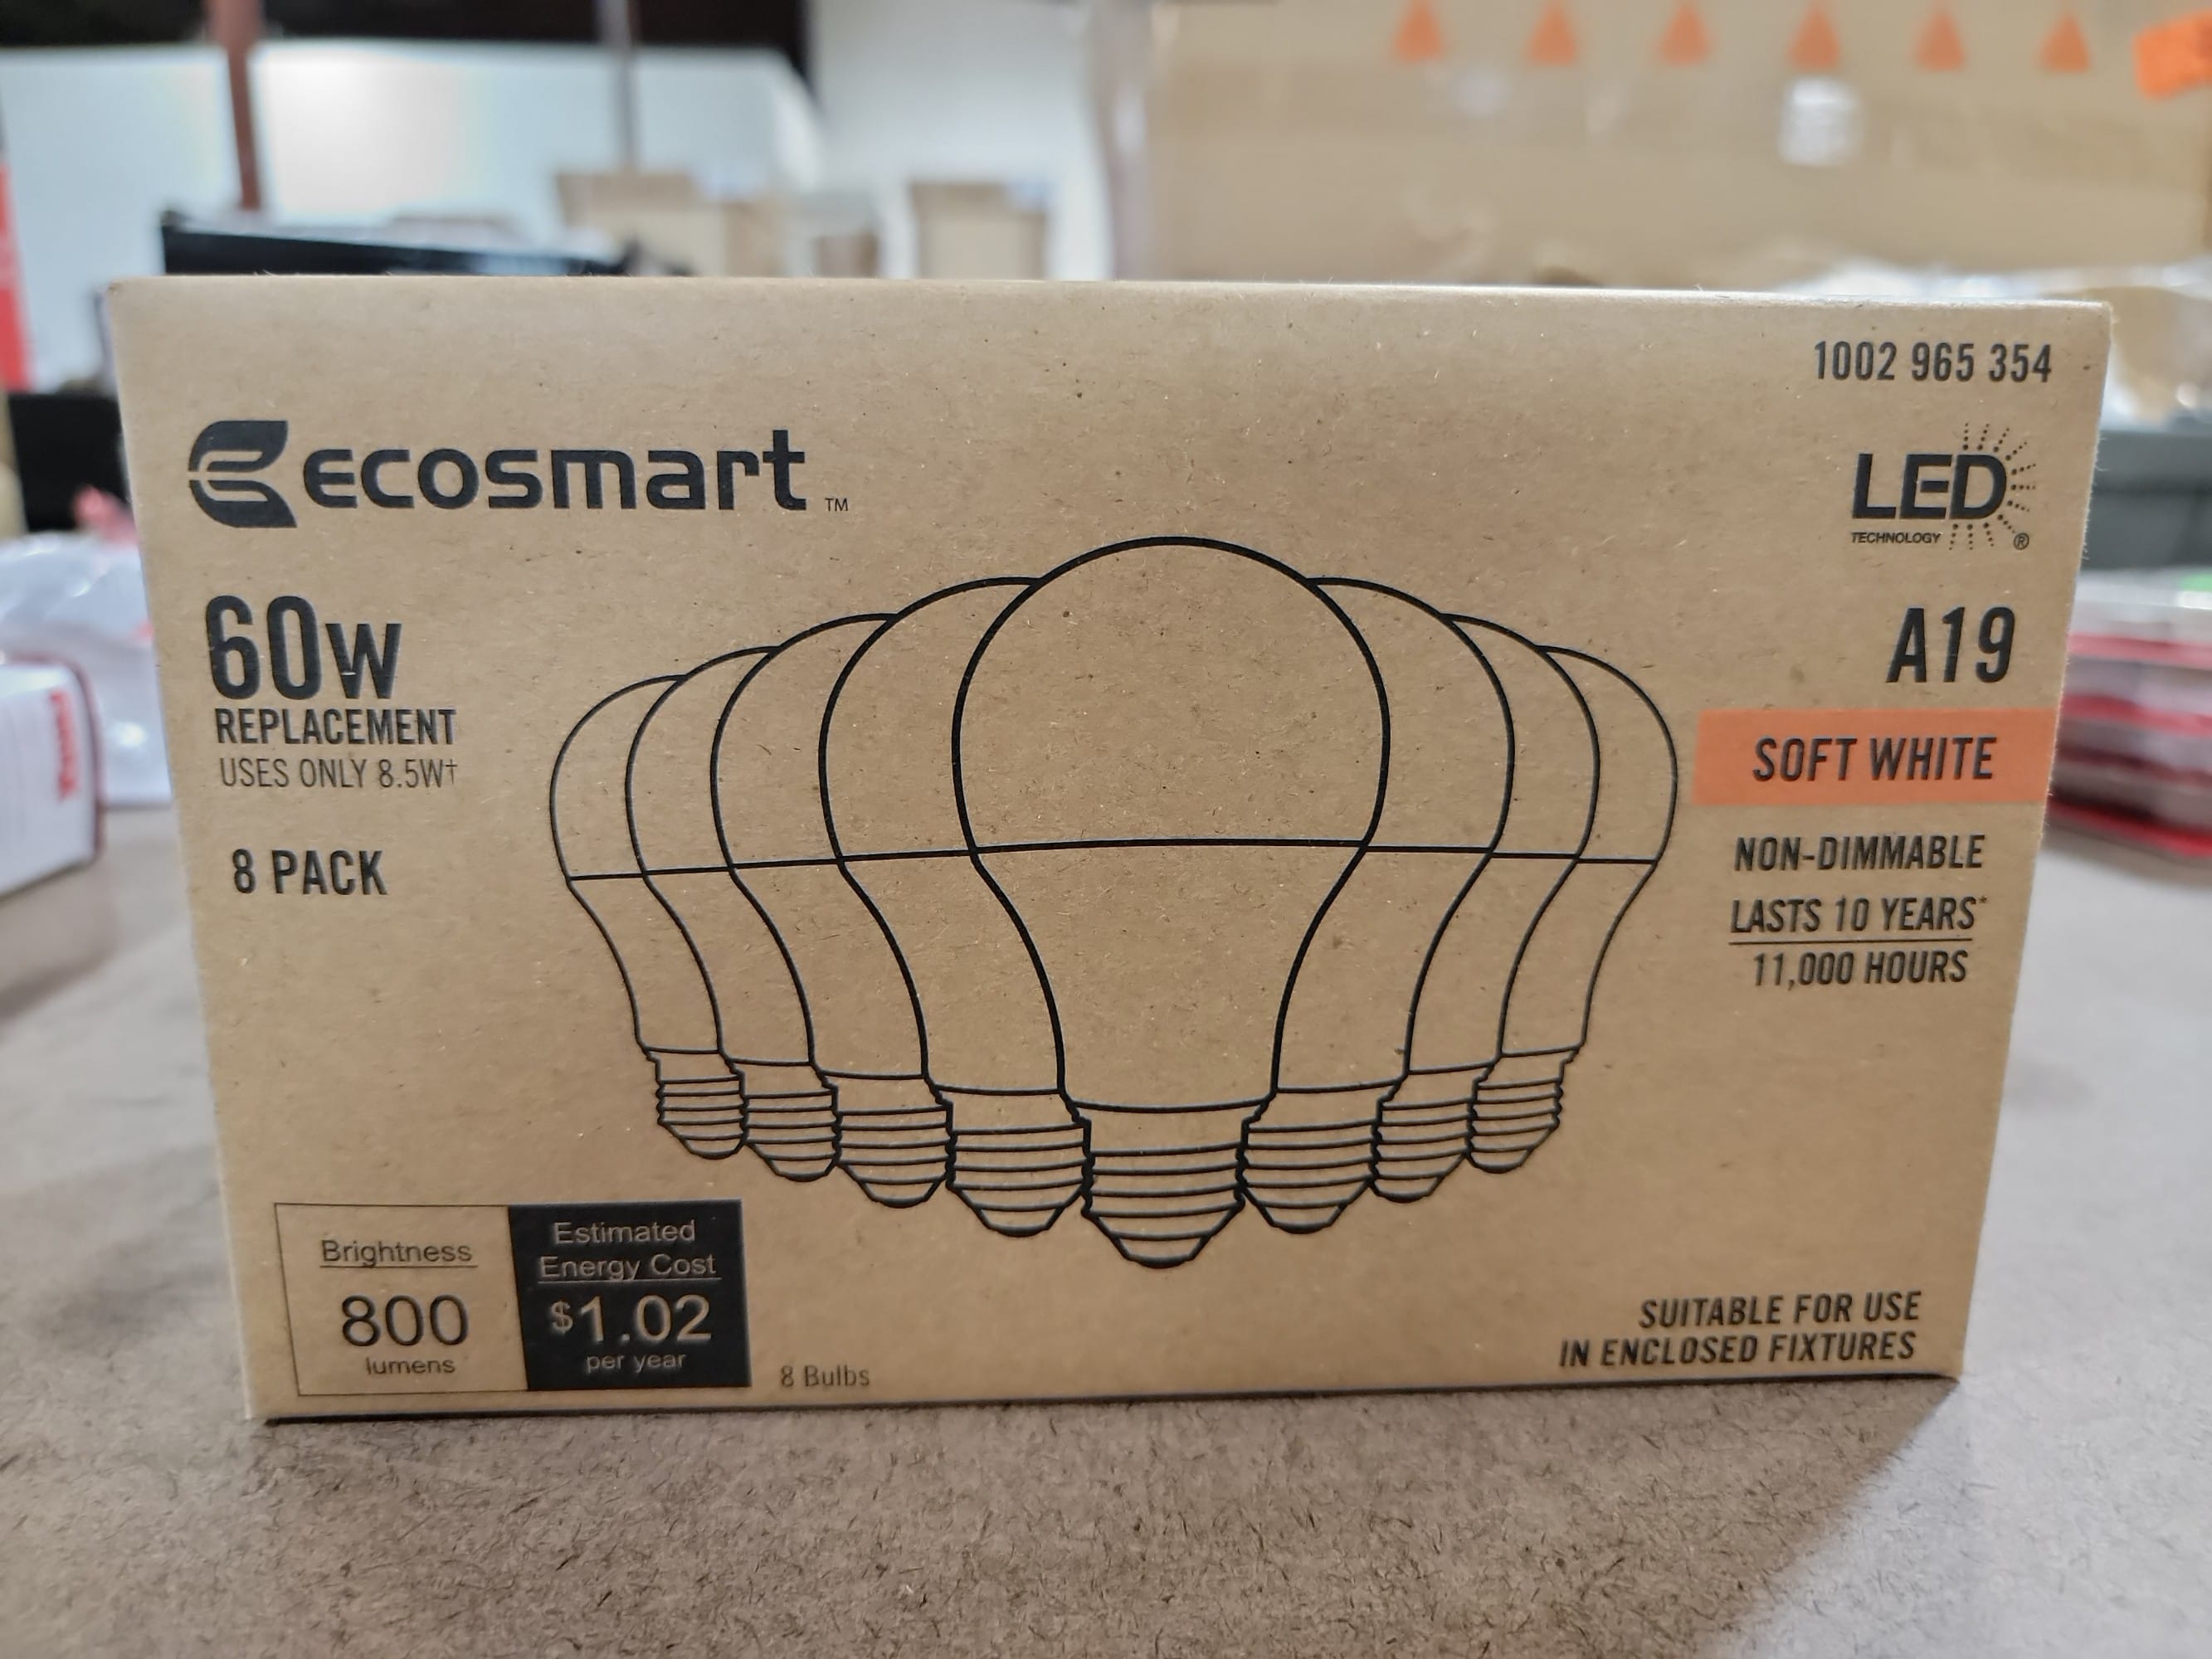 1002 965 354
ECOSmart™
LED
TECHNOLOGY ®
60W
REPLACEMENT
USES ONLY 8.5W†
8 PACK
A19
SOFT WHITE
NON-DIMMABLE
LASTS 10 YEARS*
11,000 HOURS
Brightness
800
lumens
Estimated
Energy Cost
$1.02
per year
8 Bulbs
SUITABLE FOR USE
IN ENCLOSED FIXTURES